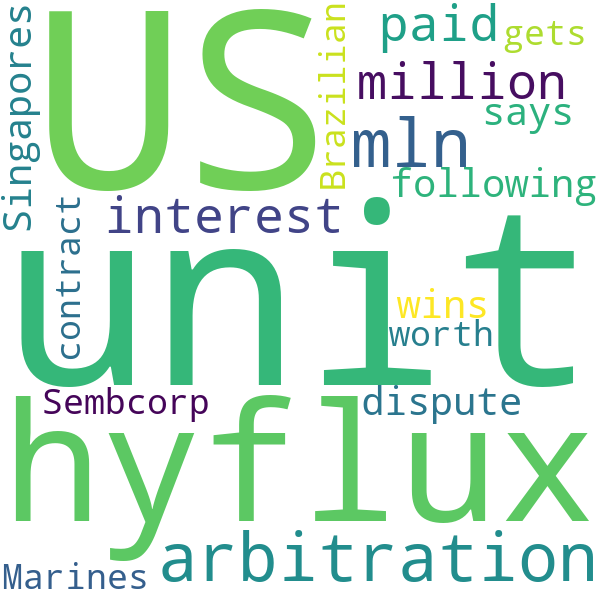 US
Singapores
Brazilian
paid
gets
million
says
mln
following
interest
contract
unit
wins
worth
Sembcorp
dispute
hyflux
arbitration
Marines